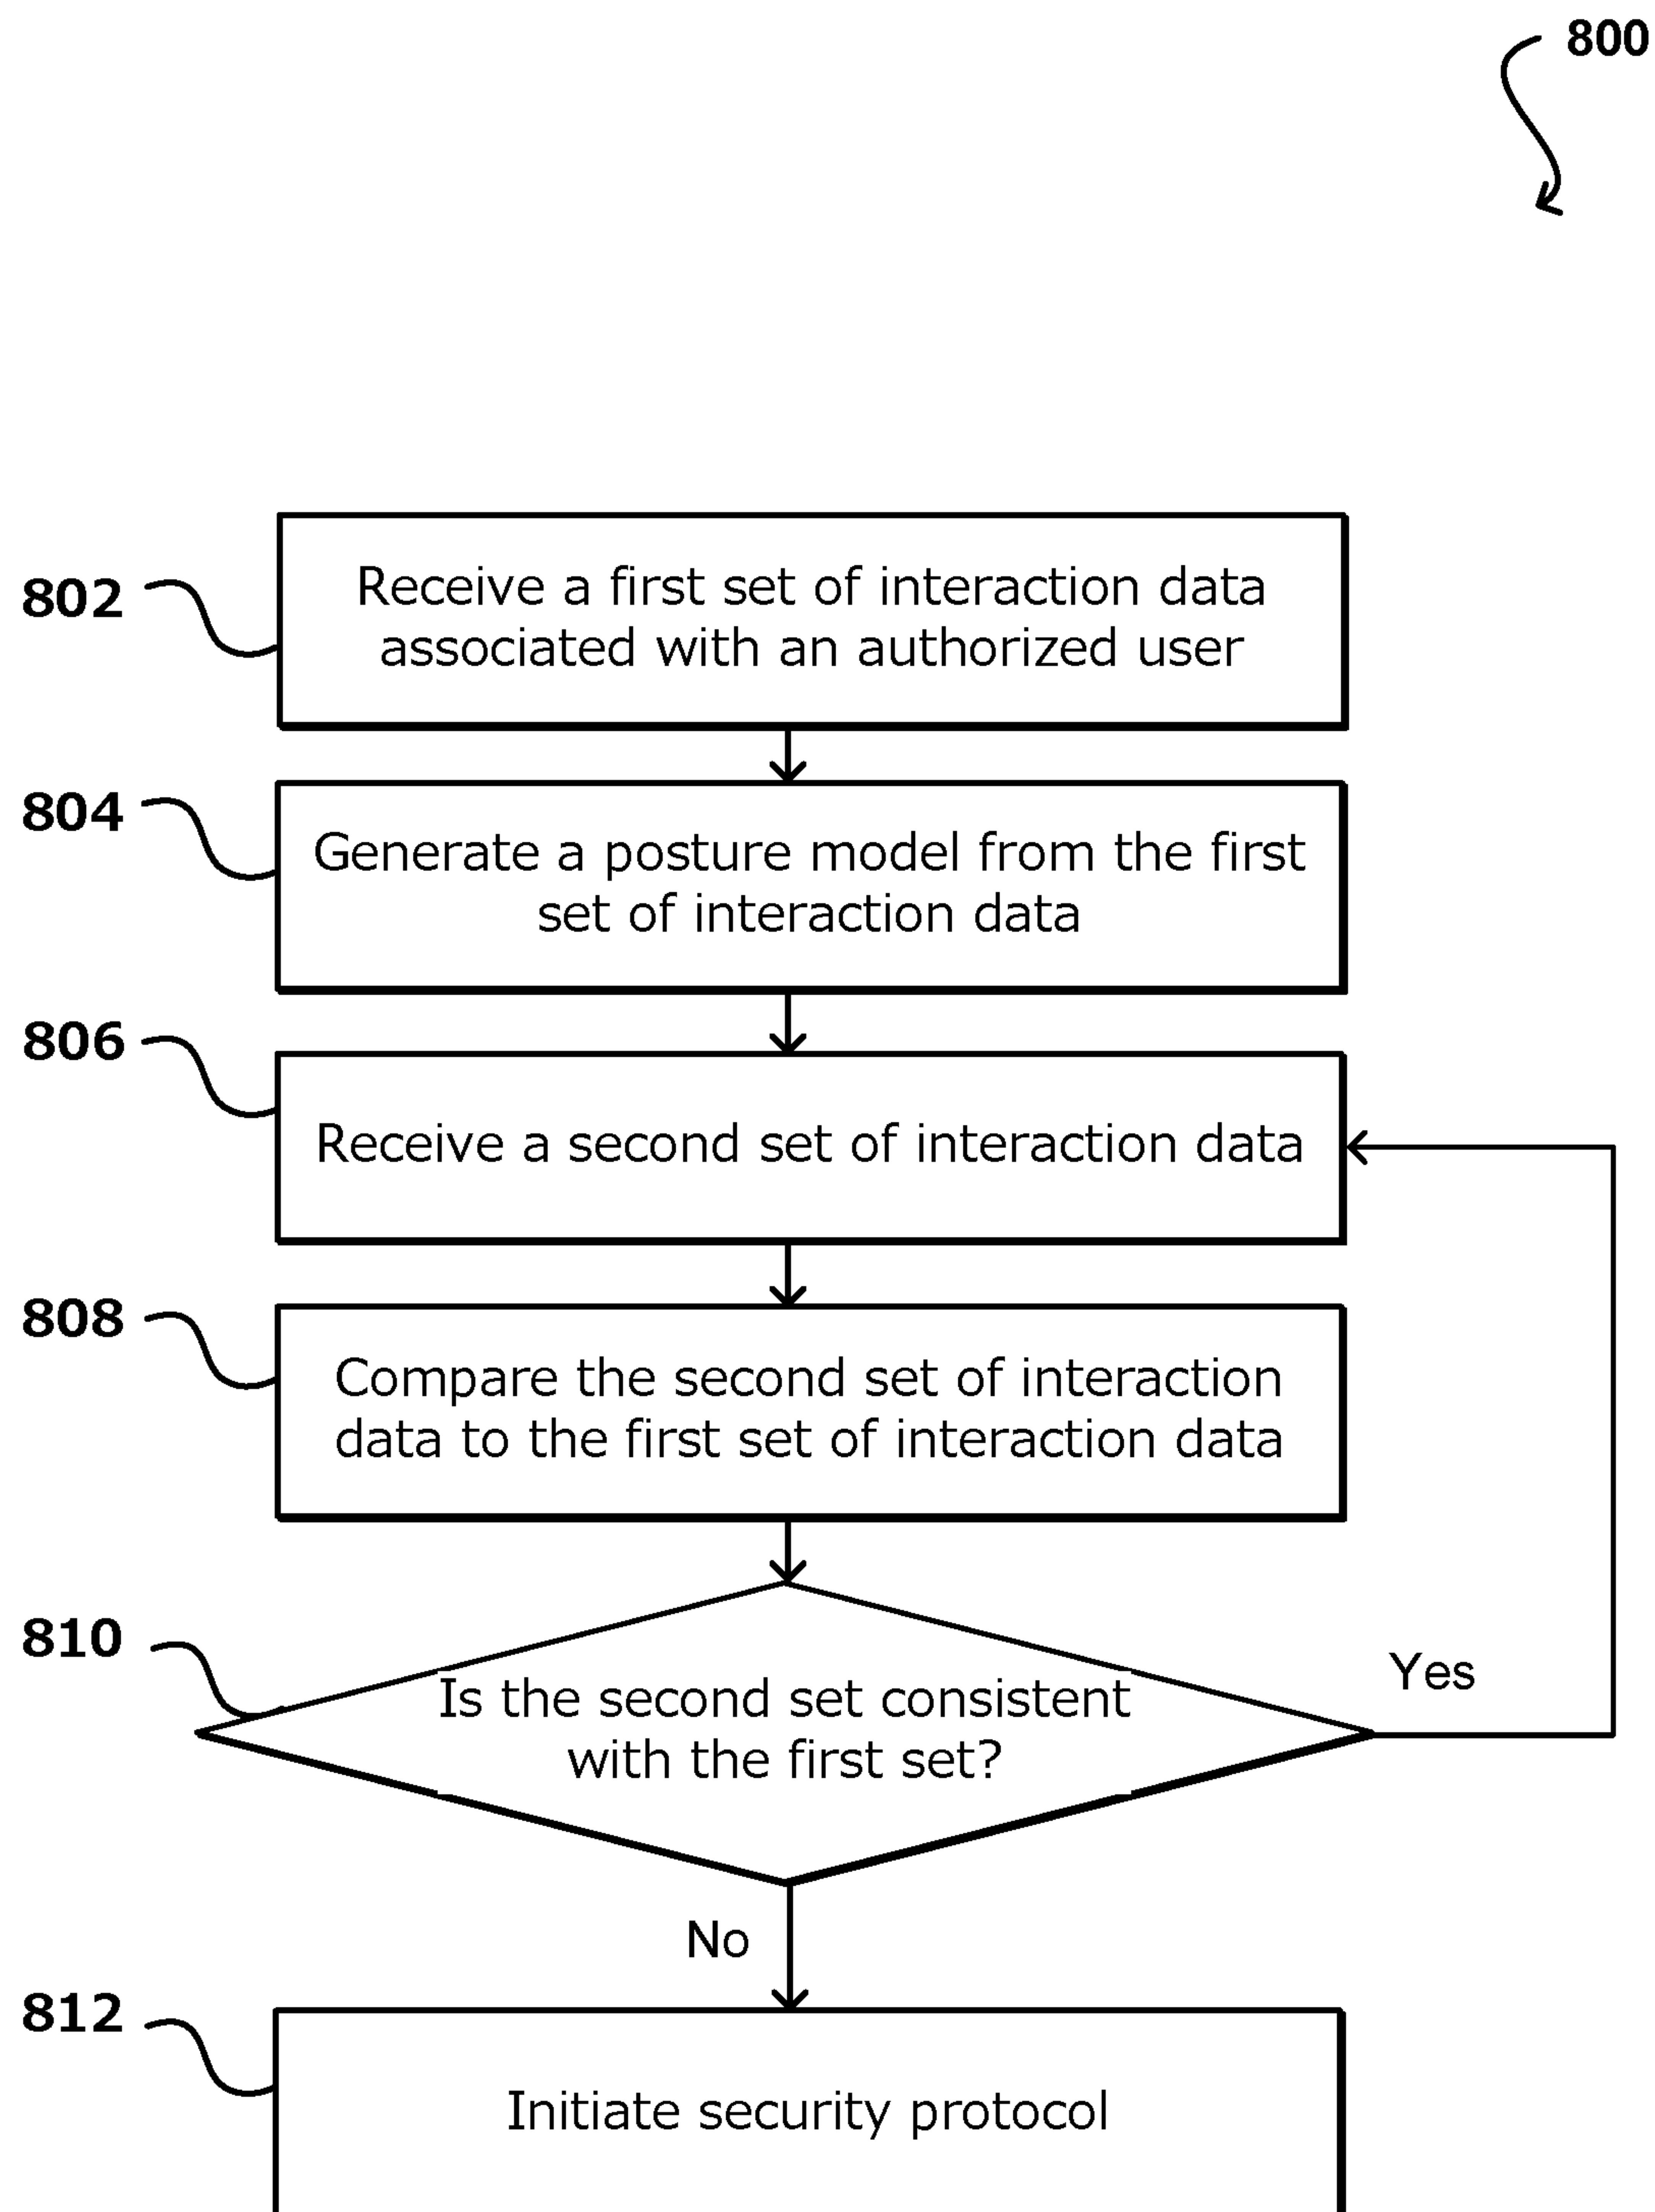 800
802
Receive a first set of interaction data
associated with an authorized user
804
Generate a posture model from the first
set of interaction data
806
Receive a second set of interaction data
808
Compare the second set of interaction
data to the first set of interaction data
810
Is the second set consistent
with the first set?
Yes
No
812
Initiate security protocol